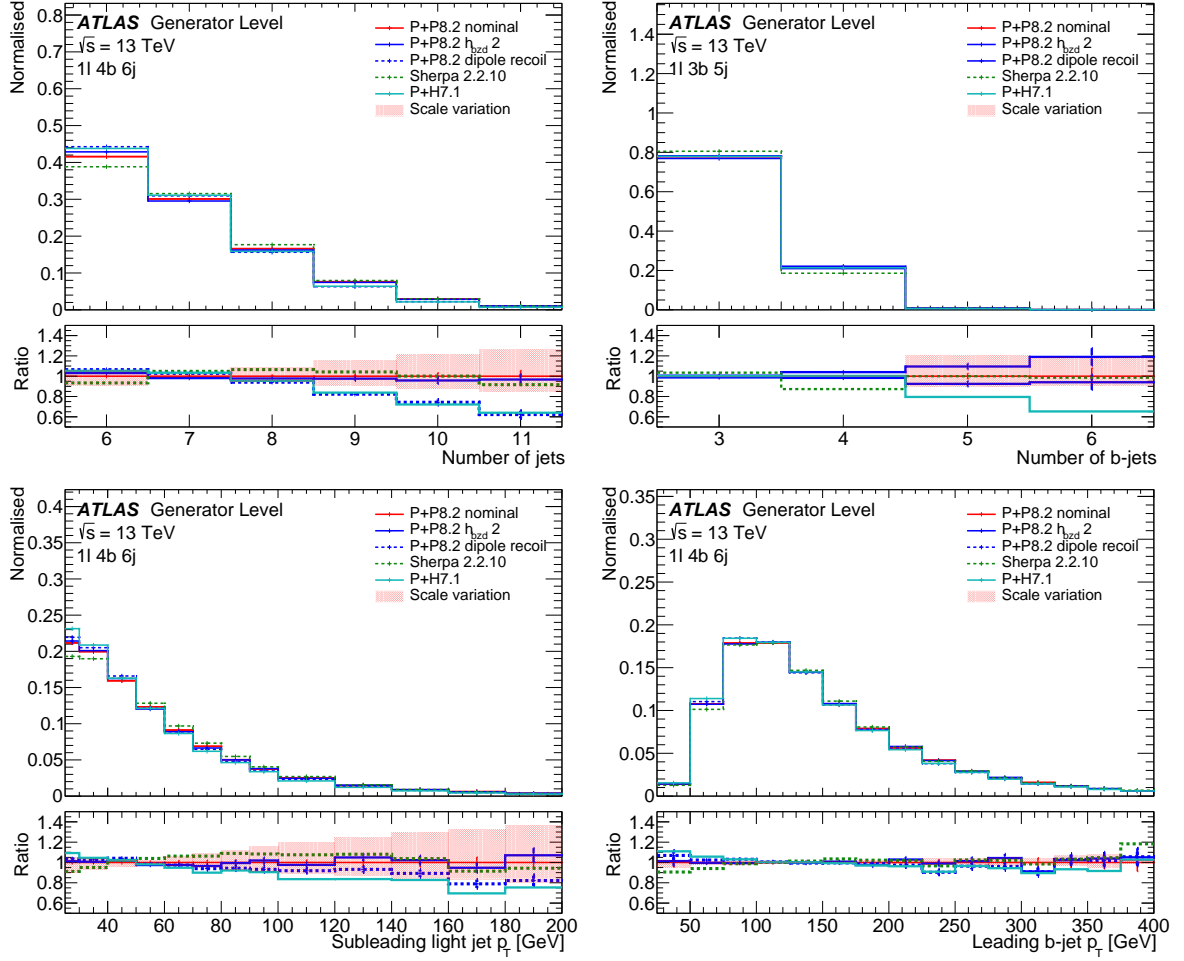 ATLAS Generator Level
√s = 13 TeV
1l 4b 6j
P+P8.2 nominal
P+P8.2 h_bzd 2
P+P8.2 dipole recoil
Sherpa 2.2.10
P+H7.1
Scale variation
Normalised
0.8
0.7
0.6
0.5
0.4
0.3
0.2
0.1
0
Ratio
1.4
1.2
1
0.8
0.6
6 7 8 9 10 11
Number of jets
ATLAS Generator Level
√s = 13 TeV
1l 3b 5j
P+P8.2 nominal
P+P8.2 h_bzd 2
P+P8.2 dipole recoil
Sherpa 2.2.10
P+H7.1
Scale variation
Normalised
1.4
1.2
1
0.8
0.6
0.4
0.2
0
Ratio
1.4
1.2
1
0.8
0.6
3 4 5 6
Number of b-jets
ATLAS Generator Level
√s = 13 TeV
1l 4b 6j
P+P8.2 nominal
P+P8.2 h_bzd 2
P+P8.2 dipole recoil
Sherpa 2.2.10
P+H7.1
Scale variation
Normalised
0.4
0.35
0.3
0.25
0.2
0.15
0.1
0.05
0
Ratio
1.4
1.2
1
0.8
0.6
40 60 80 100 120 140 160 180 200
Subleading light jet p_T [GeV]
ATLAS Generator Level
√s = 13 TeV
1l 4b 6j
P+P8.2 nominal
P+P8.2 h_bzd 2
P+P8.2 dipole recoil
Sherpa 2.2.10
P+H7.1
Scale variation
Normalised
0.35
0.3
0.25
0.2
0.15
0.1
0.05
0
Ratio
1.4
1.2
1
0.8
0.6
50 100 150 200 250 300 350 400
Leading b-jet p_T [GeV]